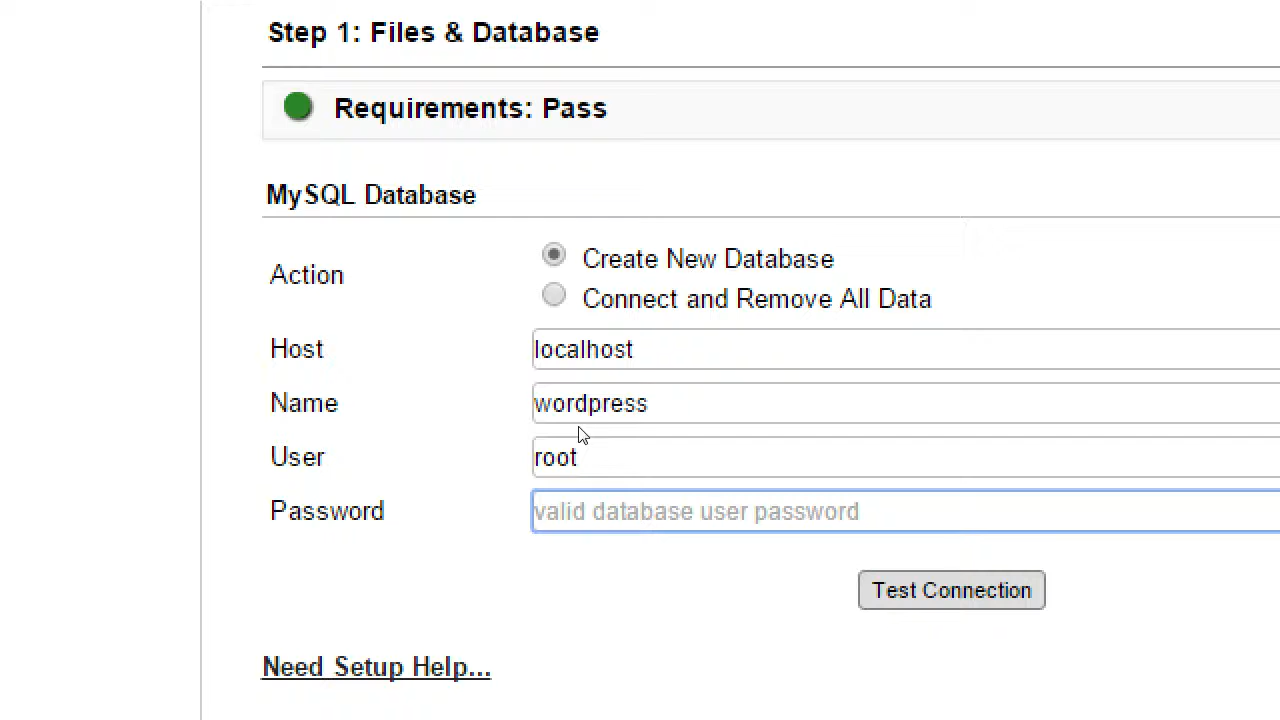 Step 1: Files & Database
Requirements: Pass
MySQL Database
Action
Create New Database
Connect and Remove All Data
Host
localhost
Name
wordpress
User
root
Password
valid database user password
Test Connection
Need Setup Help...